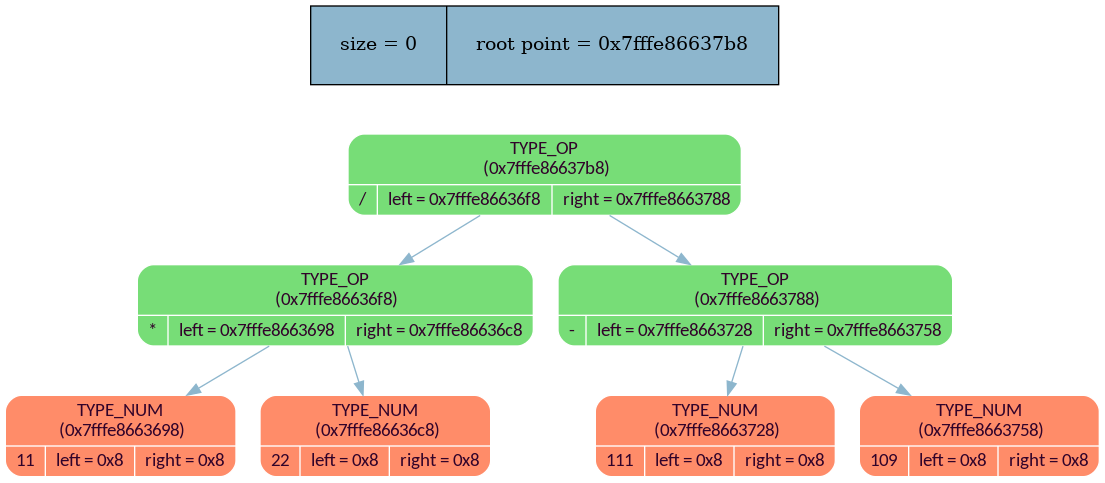 size = 0 root point = 0x7fffe86637b8
TYPE_OP
(0x7fffe86637b8)
/ left = 0x7fffe86636f8 right = 0x7fffe8663788
TYPE_OP
(0x7fffe86636f8)
* left = 0x7fffe8663698 right = 0x7fffe86636c8
TYPE_OP
(0x7fffe8663788)
- left = 0x7fffe8663728 right = 0x7fffe8663758
TYPE_NUM
(0x7fffe8663698)
11 left = 0x8 right = 0x8
TYPE_NUM
(0x7fffe86636c8)
22 left = 0x8 right = 0x8
TYPE_NUM
(0x7fffe8663728)
111 left = 0x8 right = 0x8
TYPE_NUM
(0x7fffe8663758)
109 left = 0x8 right = 0x8